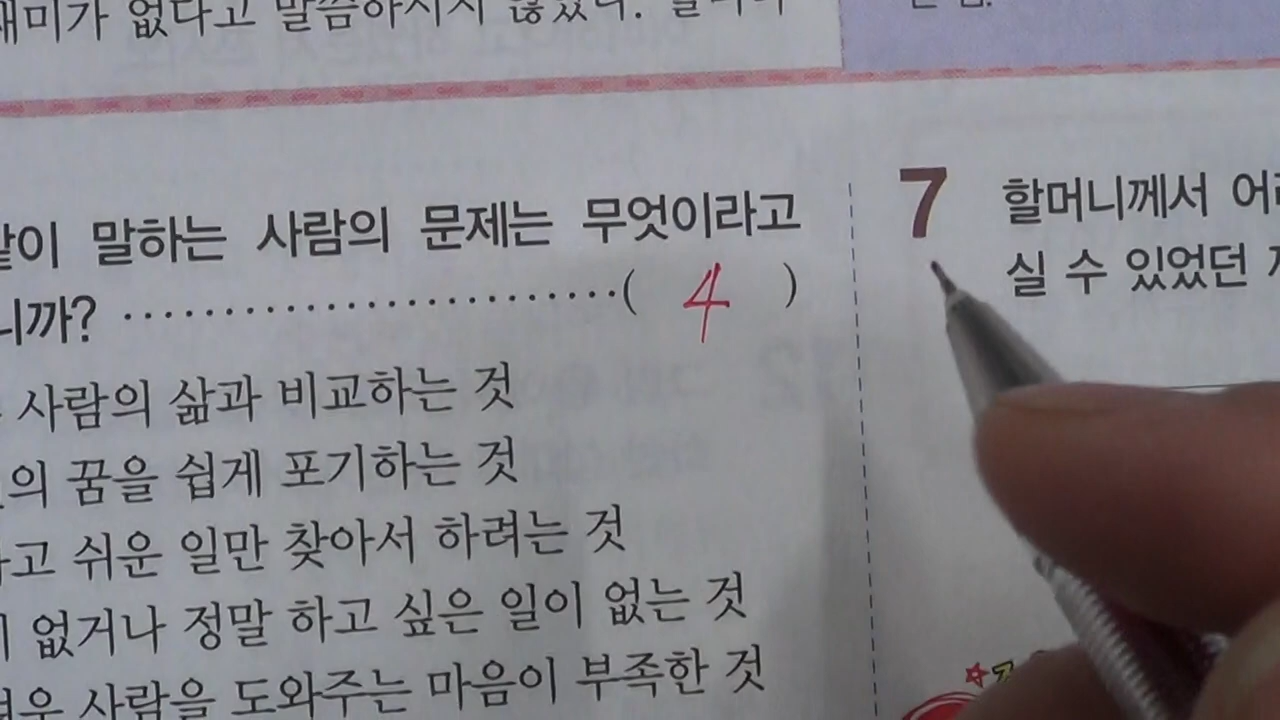 재미가 없다고 말씀하시지 않았다.
같이 말하는 사람의 문제는 무엇이라고
니까? ( 4 )
사람의 삶과 비교하는 것
의 꿈을 쉽게 포기하는 것
고 쉬운 일만 찾아서 하려는 것
없거나 정말 하고 싶은 일이 없는 것
사람을 도와주는 마음이 부족한 것
7 할머니께서
실 수 있었던